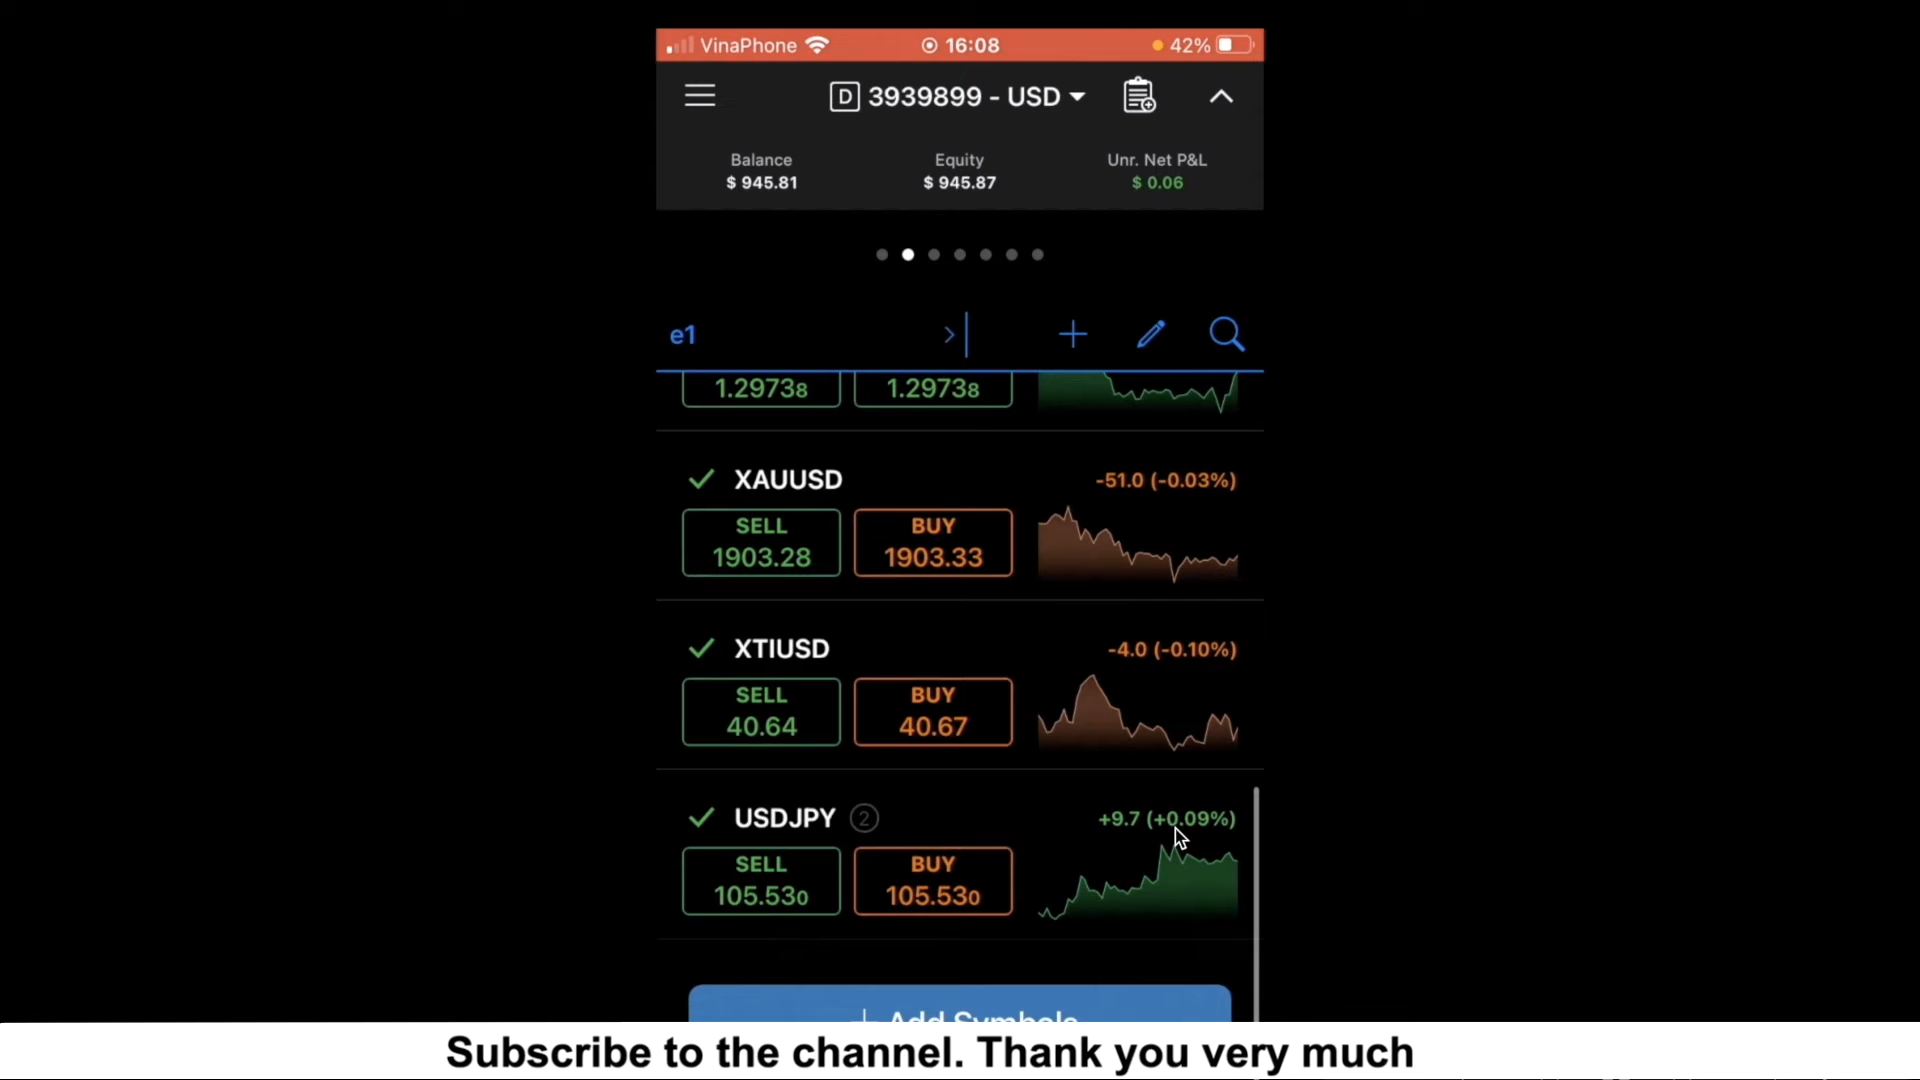 VinaPhone 16:08 42%
D 3939899 - USD
Balance Equity Unr. Net P&L
$ 945.81 $ 945.87 $ 0.06
e1
1.29738 1.29738
XAUUSD -51.0 (-0.03%)
SELL BUY
1903.28 1903.33
XTIUSD -4.0 (-0.10%)
SELL BUY
40.64 40.67
USDJPY 2 +9.7 (+0.09%)
SELL BUY
105.530 105.530
+ Add Symbols
Subscribe to the channel. Thank you very much